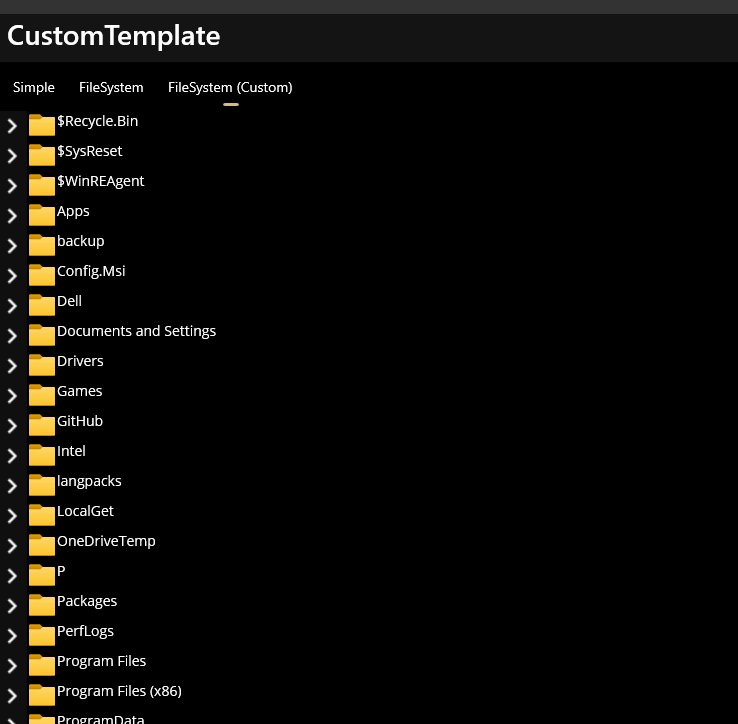 CustomTemplate
Simple FileSystem FileSystem (Custom)
$Recycle.Bin
$SysReset
$WinREAgent
Apps
backup
Config.Msi
Dell
Documents and Settings
Drivers
Games
GitHub
Intel
langpacks
LocalGet
OneDriveTemp
P
Packages
PerfLogs
Program Files
Program Files (x86)
ProgramData